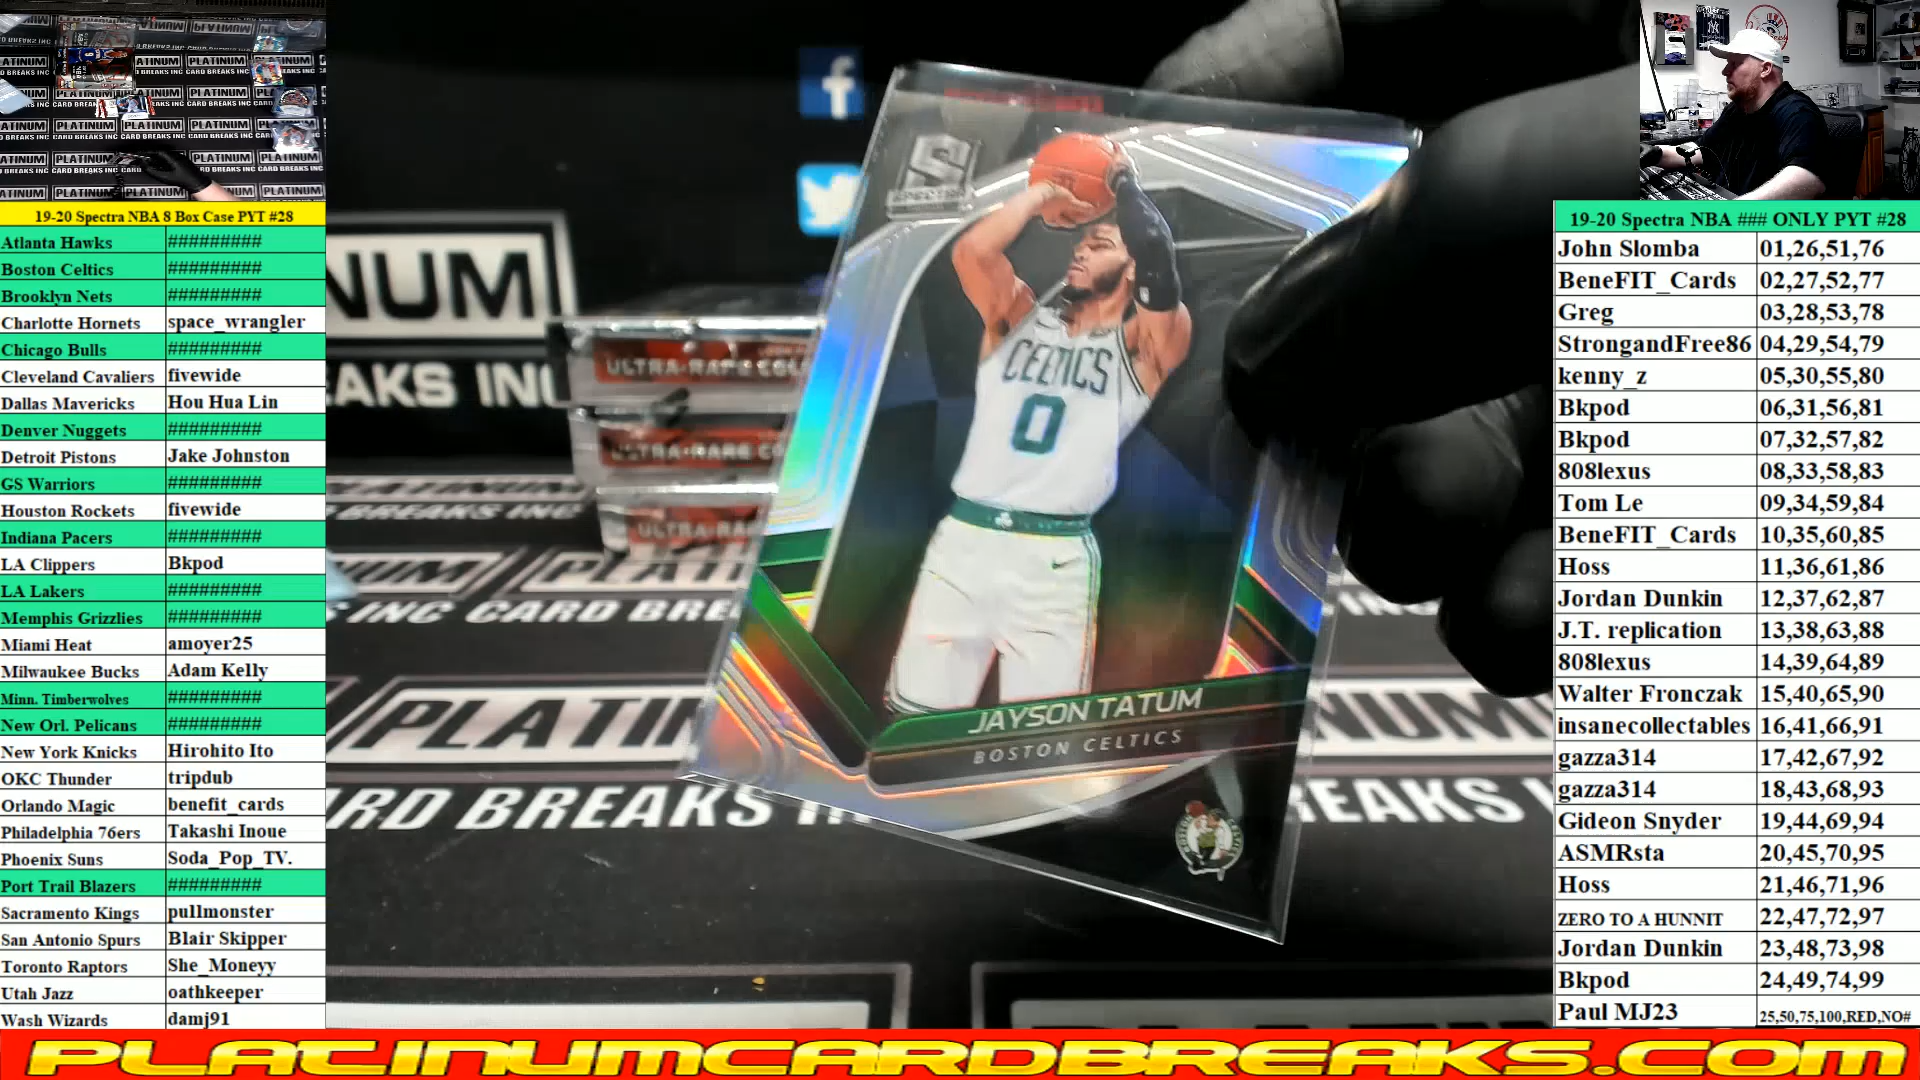 19-20 Spectra NBA 8 Box Case PYT #28
Atlanta Hawks #########
Boston Celtics #########
Brooklyn Nets #########
Charlotte Hornets space_wrangler
Chicago Bulls #########
Cleveland Cavaliers fivewide
Dallas Mavericks Hou Hua Lin
Denver Nuggets #########
Detroit Pistons Jake Johnston
GS Warriors #########
Houston Rockets fivewide
Indiana Pacers #########
LA Clippers Bkpod
LA Lakers #########
Memphis Grizzlies #########
Miami Heat amoyer25
Milwaukee Bucks Adam Kelly
Minn. Timberwolves #########
New Orl. Pelicans #########
New York Knicks Hirohito Ito
OKC Thunder tripdub
Orlando Magic benefit_cards
Philadelphia 76ers Takashi Inoue
Phoenix Suns Soda_Pop_TV.
Port Trail Blazers #########
Sacramento Kings pullmonster
San Antonio Spurs Blair Skipper
Toronto Raptors She_Moneyy
Utah Jazz oathkeeper
Wash Wizards damj91
SPECTRA
CELTICS
0
JAYSON TATUM
BOSTON CELTICS
ULTRA-RARE
ULTRA-RARE
NUM
EAKS INC
PLATIN
CARD BREAKS INC
19-20 Spectra NBA ### ONLY PYT #28
John Slomba 01,26,51,76
BeneFIT_Cards 02,27,52,77
Greg 03,28,53,78
StrongandFree86 04,29,54,79
kenny_z 05,30,55,80
Bkpod 06,31,56,81
Bkpod 07,32,57,82
808lexus 08,33,58,83
Tom Le 09,34,59,84
BeneFIT_Cards 10,35,60,85
Hoss 11,36,61,86
Jordan Dunkin 12,37,62,87
J.T. replication 13,38,63,88
808lexus 14,39,64,89
Walter Fronczak 15,40,65,90
insanecollectables 16,41,66,91
gazza314 17,42,67,92
gazza314 18,43,68,93
Gideon Snyder 19,44,69,94
ASMRsta 20,45,70,95
Hoss 21,46,71,96
ZERO TO A HUNNIT 22,47,72,97
Jordan Dunkin 23,48,73,98
Bkpod 24,49,74,99
Paul MJ23 25,50,75,100,RED,NO#
PLATINUMCARDBREAKS.COM